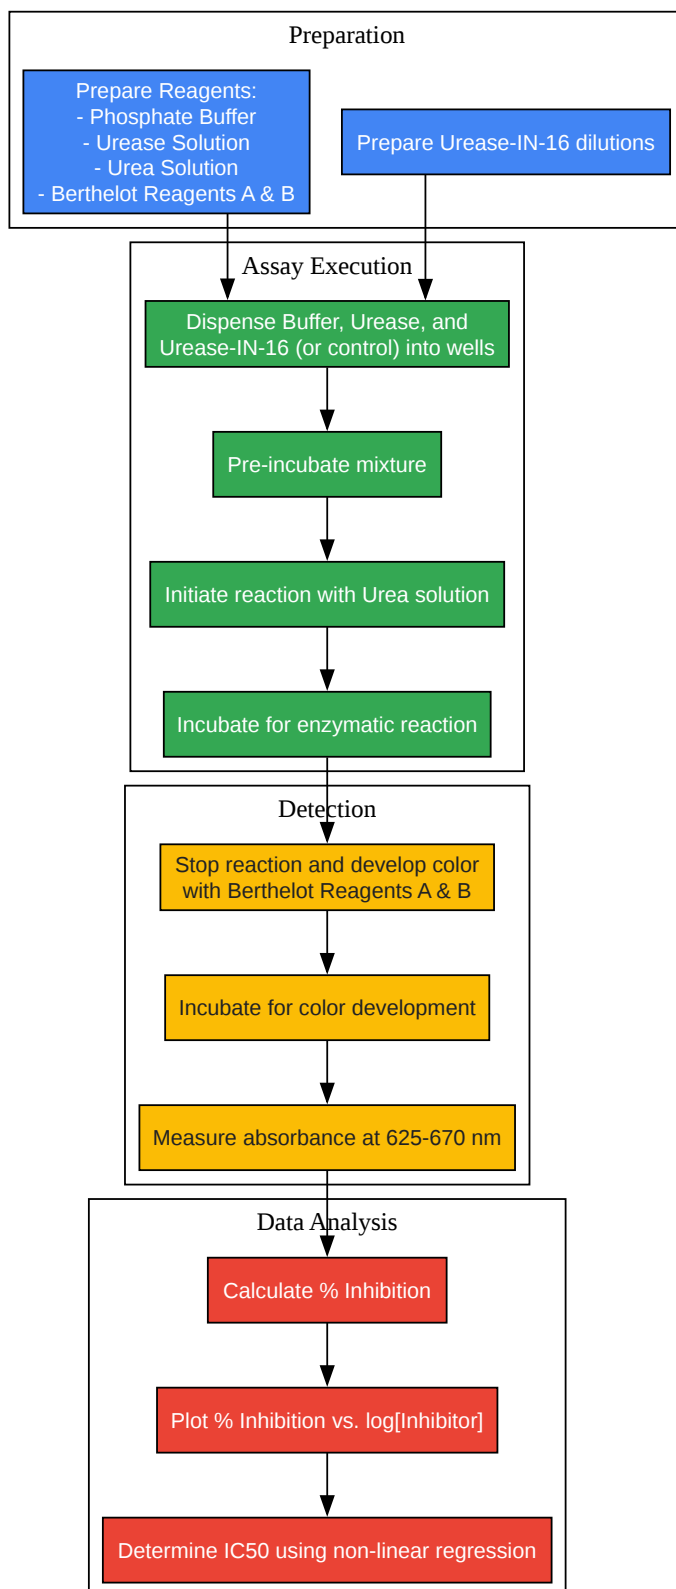 Preparation
Prepare Reagents:
- Phosphate Buffer
- Urease Solution
- Urea Solution
- Berthelot Reagents A & B
Prepare Urease-IN-16 dilutions
Assay Execution
Dispense Buffer, Urease, and
Urease-IN-16 (or control) into wells
Pre-incubate mixture
Initiate reaction with Urea solution
Incubate for enzymatic reaction
Detection
Stop reaction and develop color
with Berthelot Reagents A & B
Incubate for color development
Measure absorbance at 625-670 nm
Data Analysis
Calculate % Inhibition
Plot % Inhibition vs. log[Inhibitor]
Determine IC50 using non-linear regression